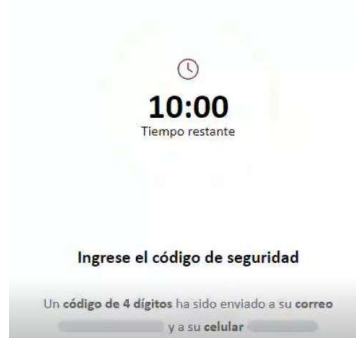 10:00
Tiempo restante
Ingrese el código de seguridad
Un código de 4 dígitos ha sido enviado a su correo
y a su celular